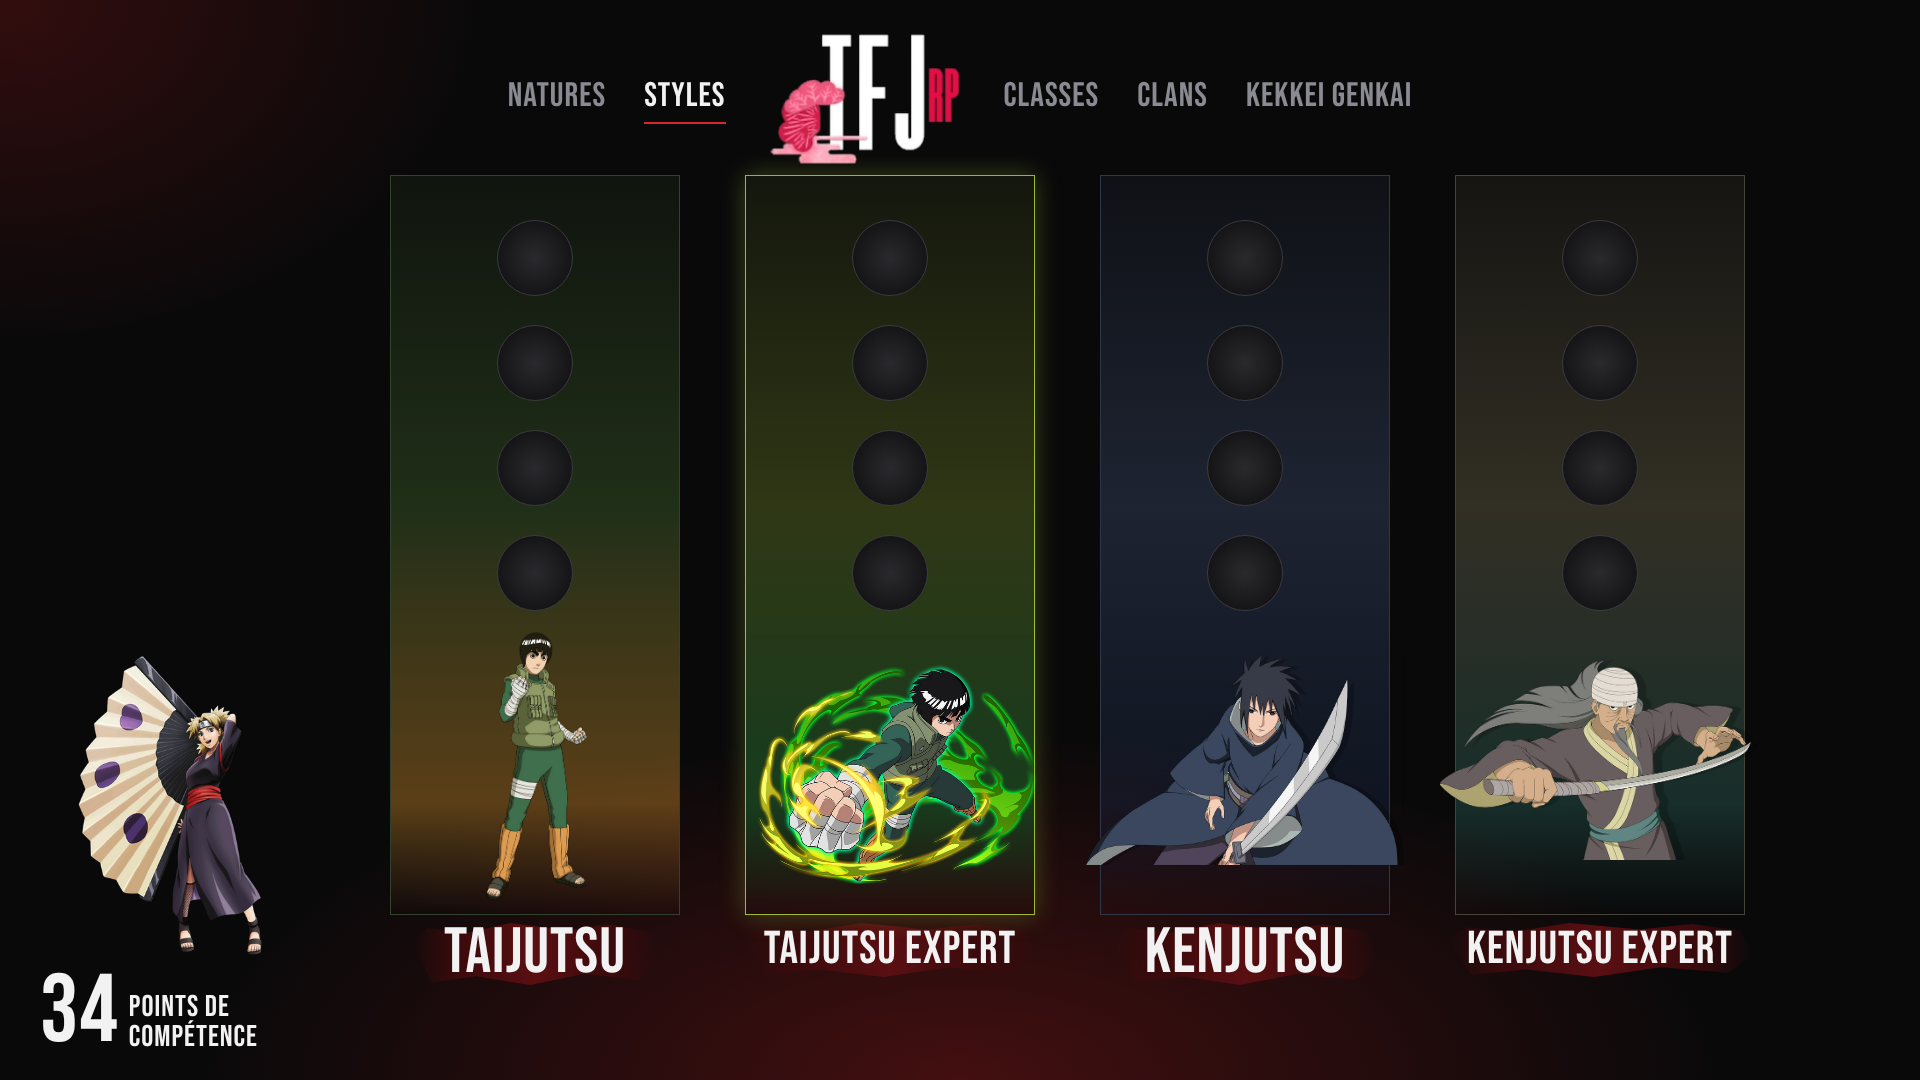 NATURES
STYLES
TFJ RP
CLASSES
CLANS
KEKKEI GENKAI
TAIJUTSU
TAIJUTSU EXPERT
KENJUTSU
KENJUTSU EXPERT
34
POINTS DE
COMPÉTENCE